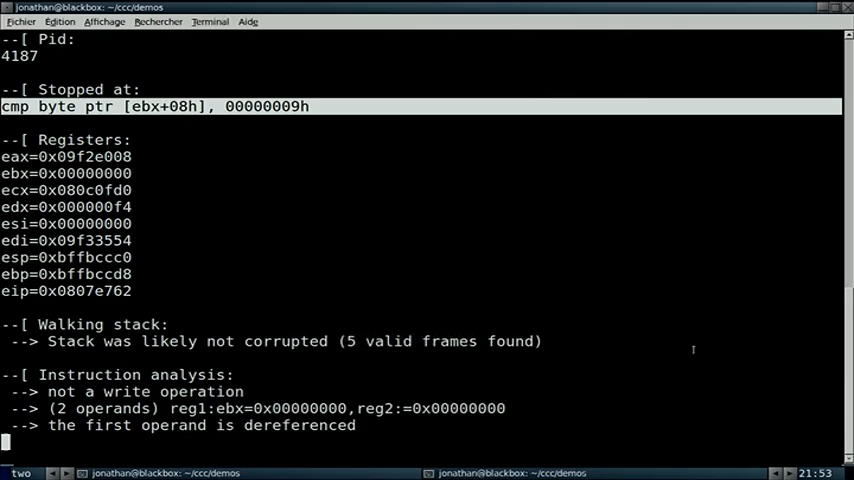 jonathan@blackbox: ~/ccc/demos
Fichier Édition Affichage Rechercher Terminal Aide
--[ Pid:
4187
--[ Stopped at:
cmp byte ptr [ebx+08h], 00000009h
--[ Registers:
eax=0x09f2e008
ebx=0x00000000
ecx=0x080c0fd0
edx=0x000000f4
esi=0x00000000
edi=0x09f33554
esp=0xbffbccc0
ebp=0xbffbccd8
eip=0x0807e762
--[ Walking stack:
--> Stack was likely not corrupted (5 valid frames found)
--[ Instruction analysis:
--> not a write operation
--> (2 operands) reg1:ebx=0x00000000,reg2:=0x00000000
--> the first operand is dereferenced
two jonathan@blackbox: ~/ccc/demos jonathan@blackbox: ~/ccc/demos 21:53